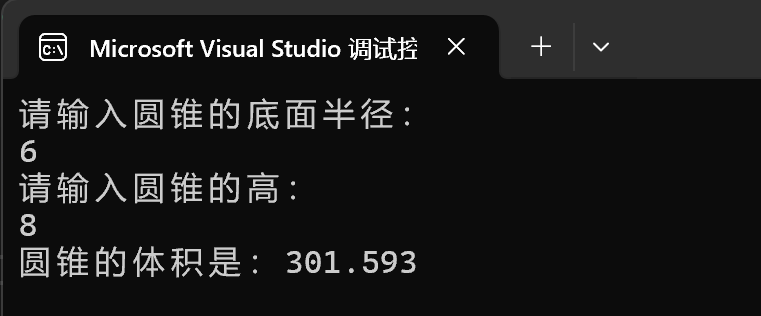 Microsoft Visual Studio 调试控
请输入圆锥的底面半径：
6
请输入圆锥的高：
8
圆锥的体积是：301.593